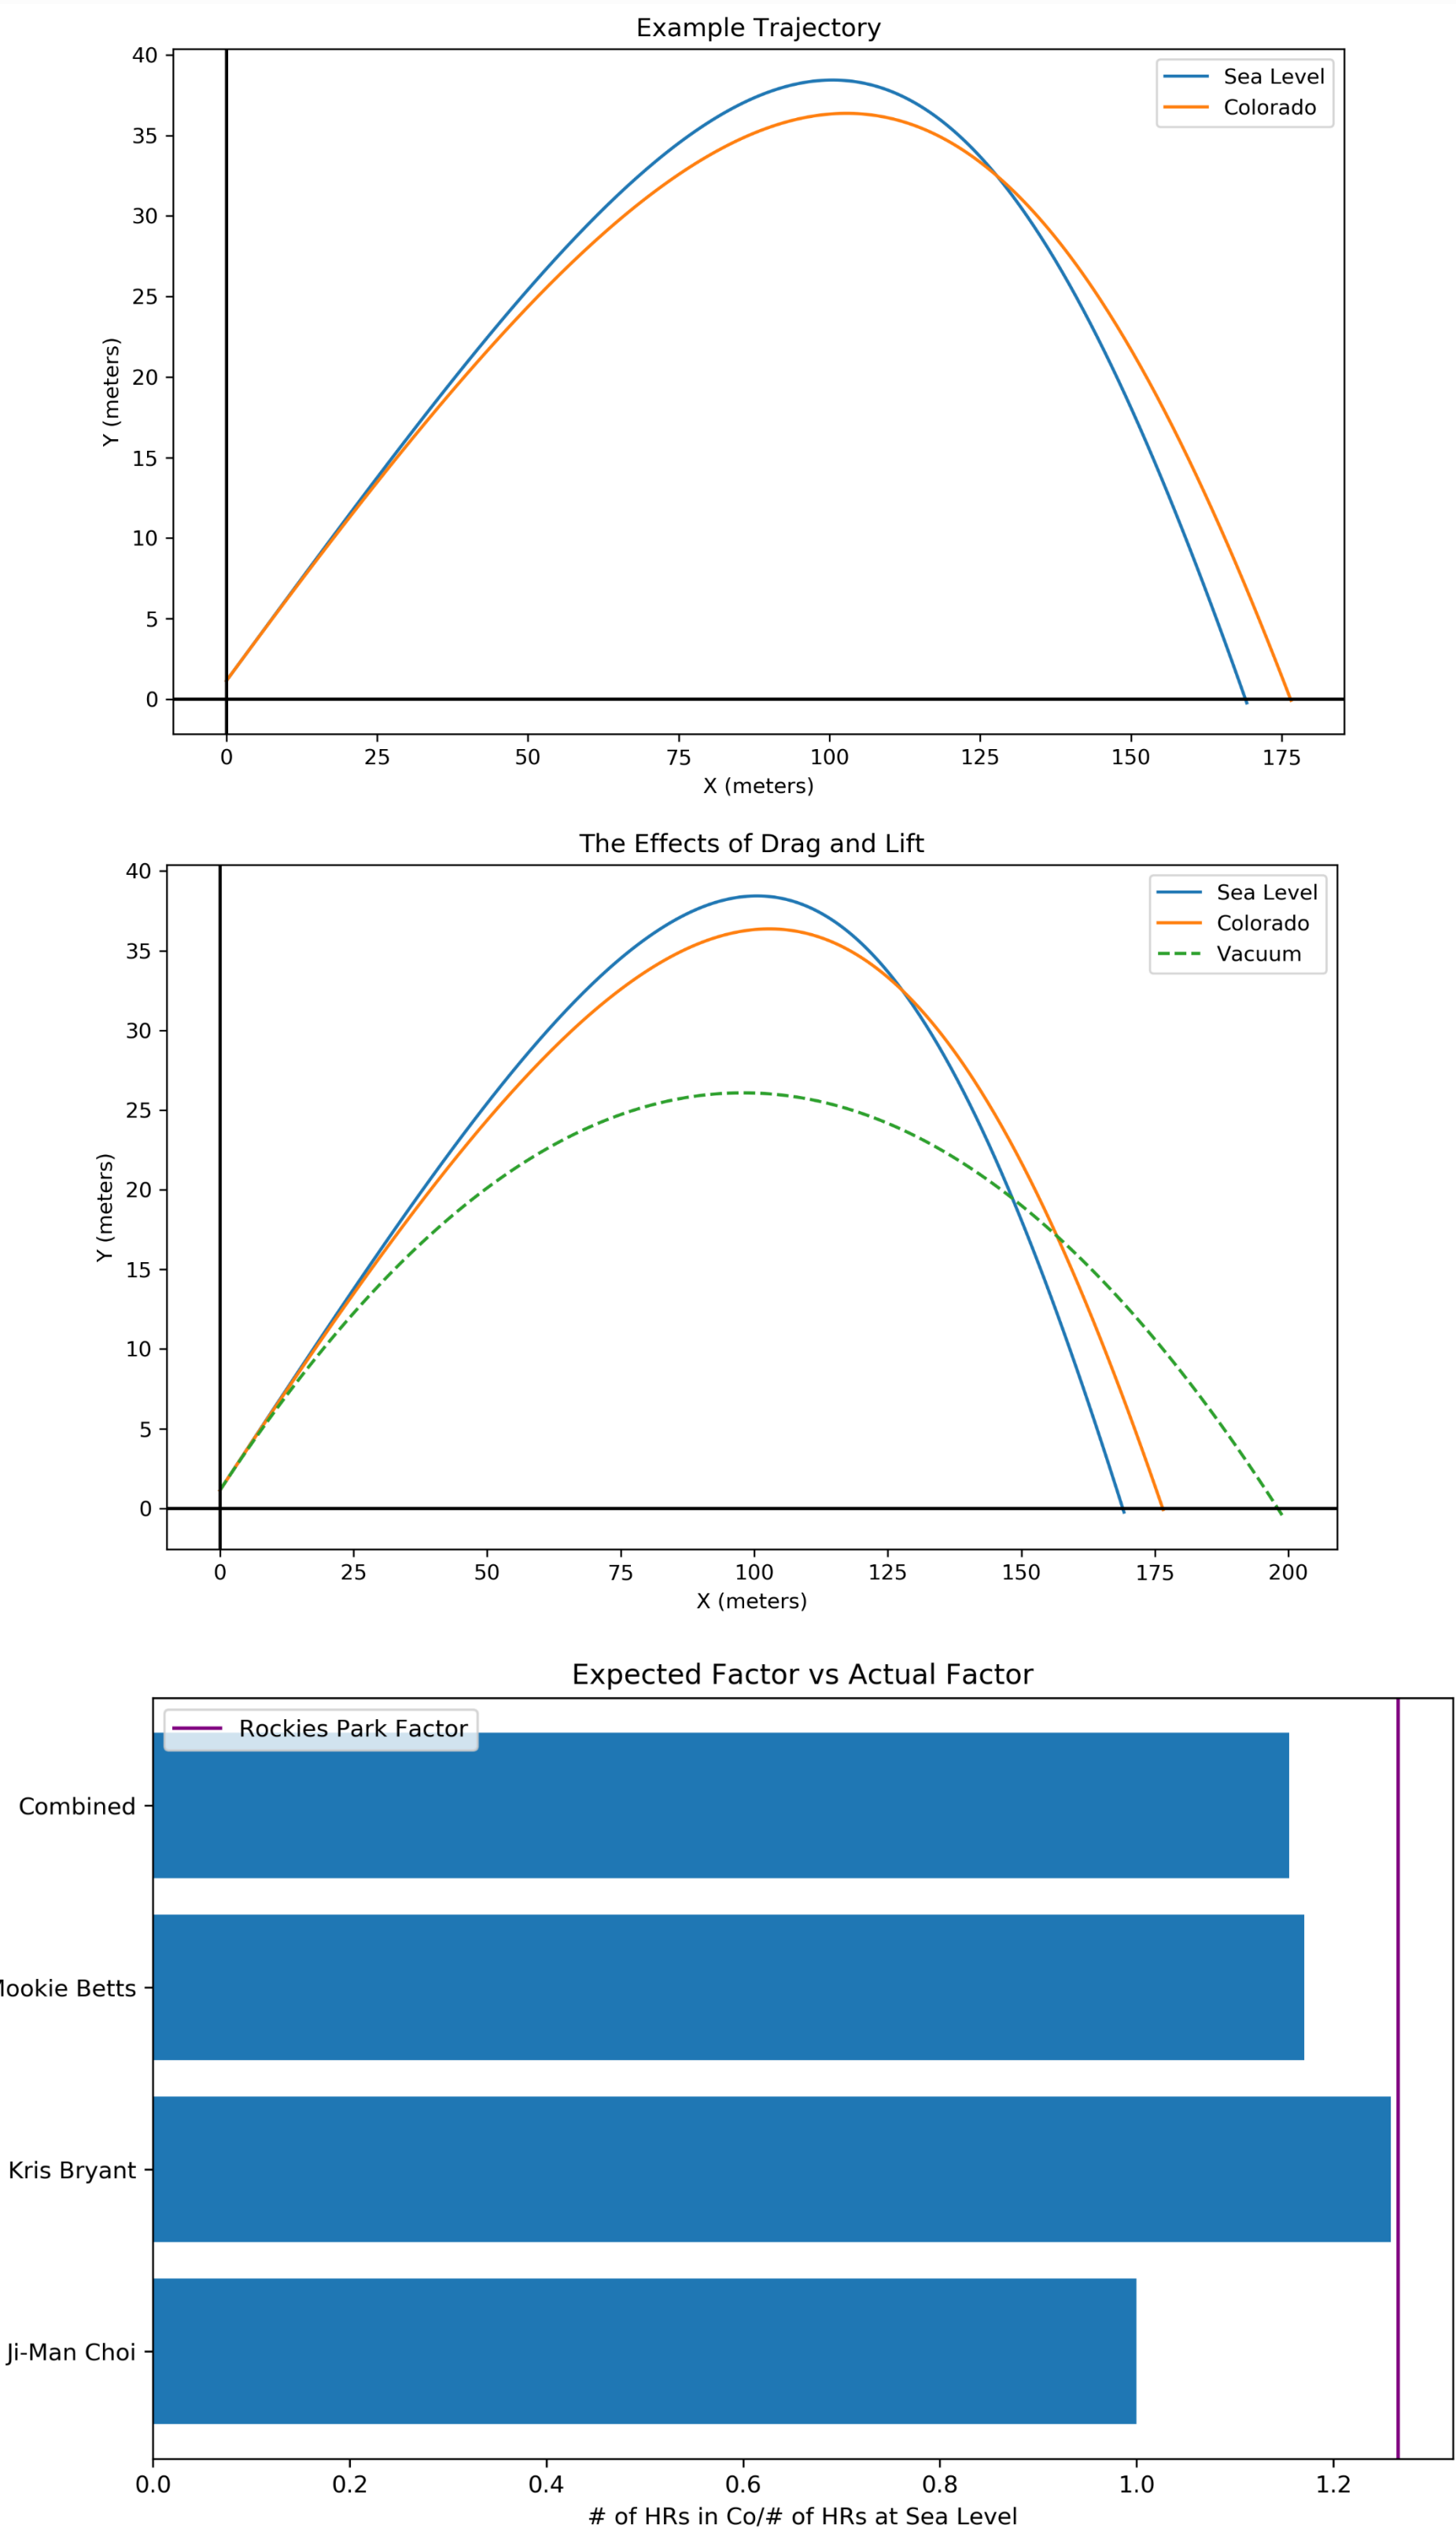 Example Trajectory
Sea Level
Colorado
40
35
30
25
20
15
10
5
0
Y (meters)
0 25 50 75 100 125 150 175
X (meters)
The Effects of Drag and Lift
Sea Level
Colorado
Vacuum
40
35
30
25
20
15
10
5
0
Y (meters)
0 25 50 75 100 125 150 175 200
X (meters)
Expected Factor vs Actual Factor
Rockies Park Factor
Combined
ookie Betts
Kris Bryant
Ji-Man Choi
0.0 0.2 0.4 0.6 0.8 1.0 1.2
# of HRs in Co/# of HRs at Sea Level